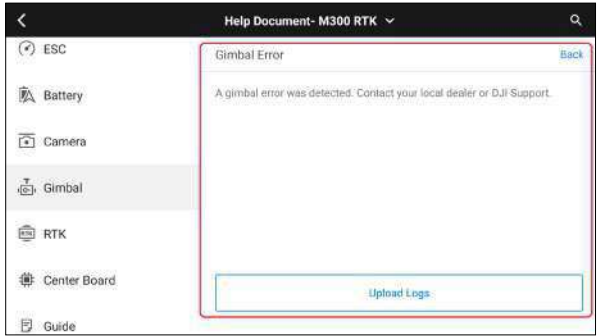 Help Document- M300 RTK
ESC
Gimbal Error
Back
Battery
A gimbal error was detected. Contact your local dealer or DJI Support.
Camera
Gimbal
RTK
RTK
Center Board
Upload Logs
Guide